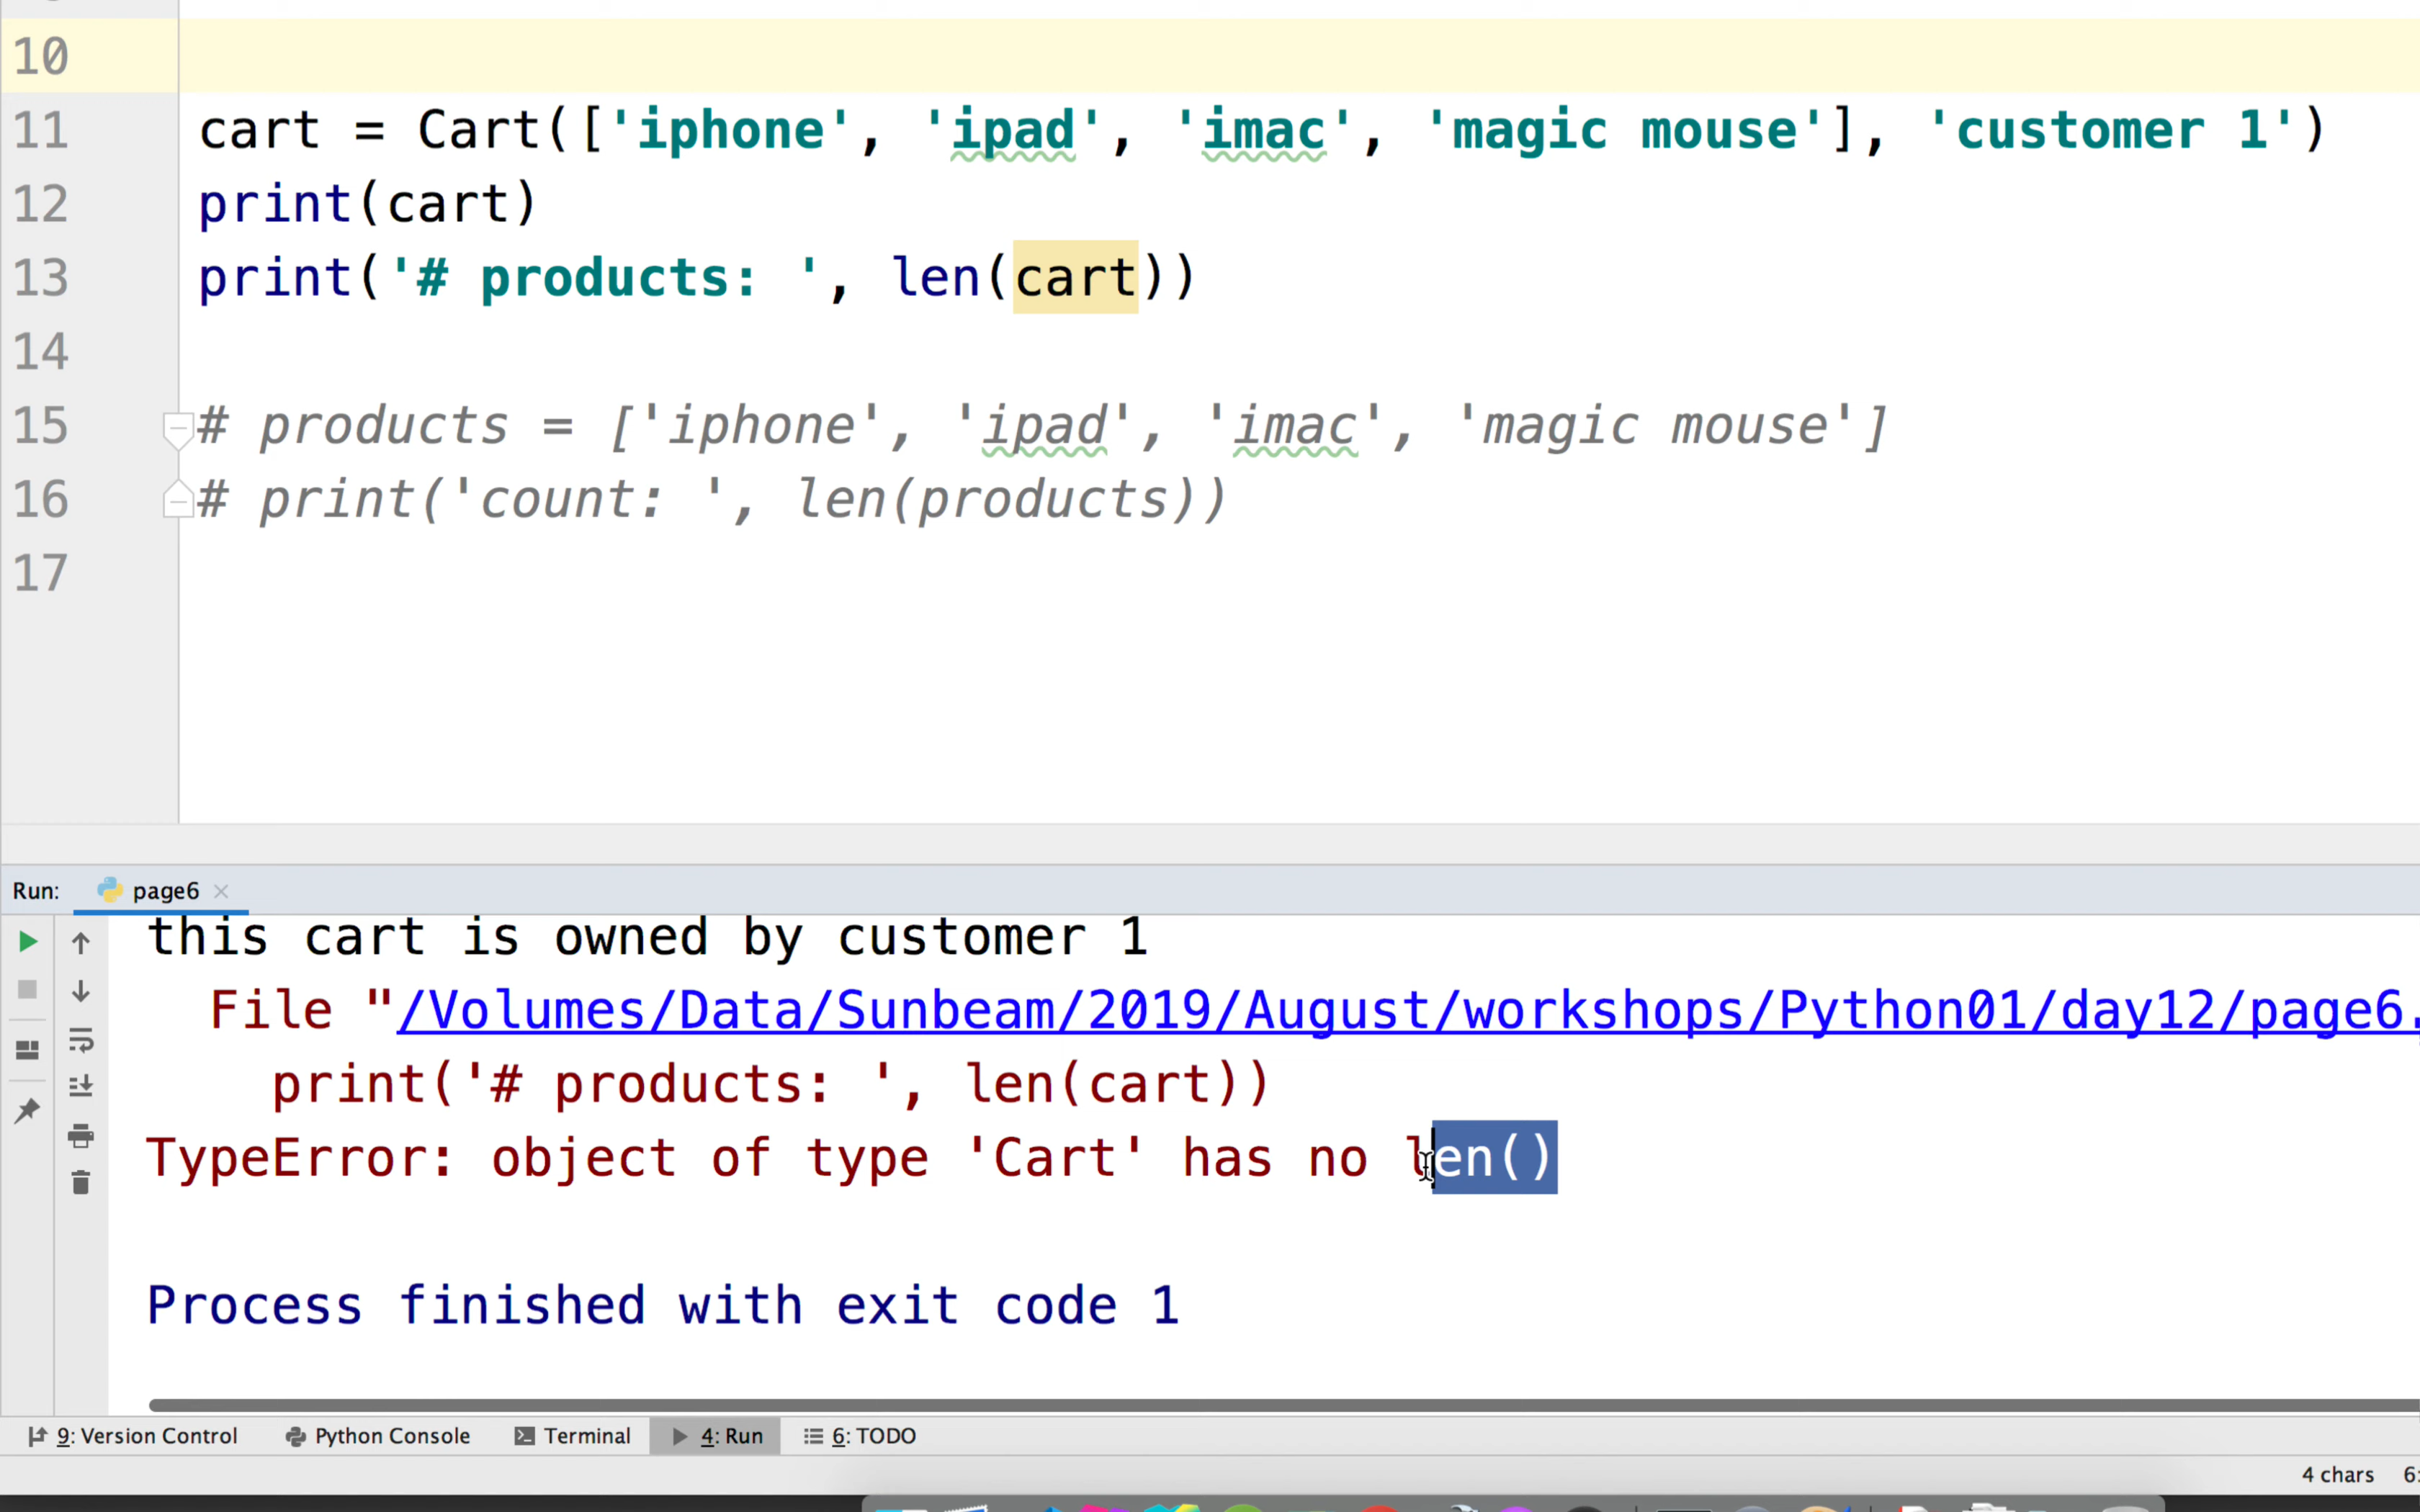 10
11 cart = Cart(['iphone', 'ipad', 'imac', 'magic mouse'], 'customer 1')
12 print(cart)
13 print('# products: ', len(cart))
14
15 # products = ['iphone', 'ipad', 'imac', 'magic mouse']
16 # print('count: ', len(products))
17
Run: page6
this cart is owned by customer 1
File "/Volumes/Data/Sunbeam/2019/August/workshops/Python01/day12/page6.
print('# products: ', len(cart))
TypeError: object of type 'Cart' has no len()
Process finished with exit code 1
9: Version Control Python Console Terminal 4: Run 6: TODO
4 chars 6: